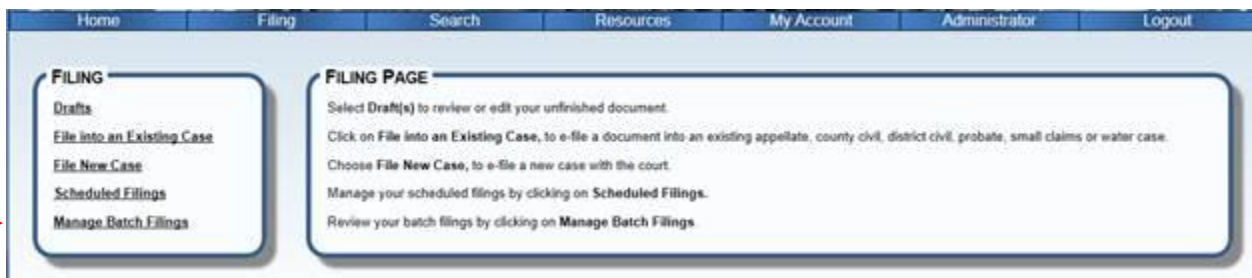 Home Filing Search Resources My Account Administrator Logout
FILING
Drafts
File into an Existing Case
File New Case
Scheduled Filings
Manage Batch Filings
FILING PAGE
Select Draft(s) to review or edit your unfinished document.
Click on File into an Existing Case, to e-file a document into an existing appellate, county civil, district civil, probate, small claims or water case.
Choose File New Case, to e-file a new case with the court.
Manage your scheduled filings by clicking on Scheduled Filings.
Review your batch filings by clicking on Manage Batch Filings.